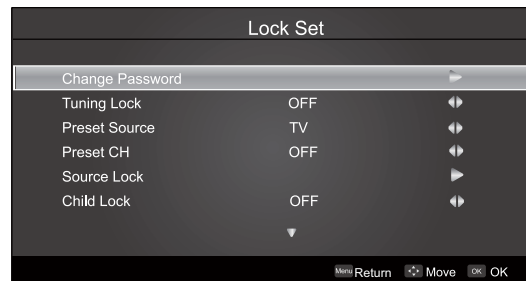 Lock Set
Change Password
Tuning Lock OFF
Preset Source TV
Preset CH OFF
Source Lock
Child Lock OFF
Menu Return Move OK OK